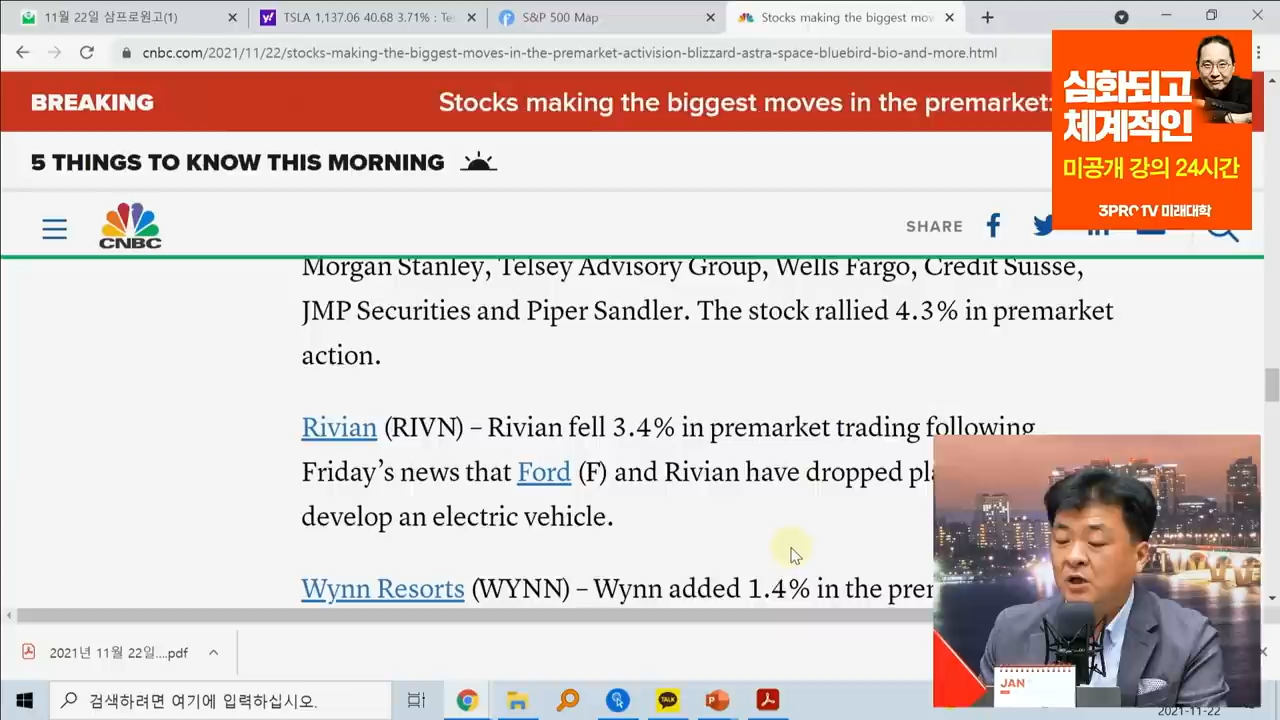 11월 22일 삼프로원고(1)
TSLA 1,137.06 40.68 3.71% : Te
S&P 500 Map
Stocks making the biggest mov
cnbc.com/2021/11/22/stocks-making-the-biggest-moves-in-the-premarket-activision-blizzard-astra-space-bluebird-bio-and-more.html
심화되고
체계적인
미공개 강의 24시간
3PRO TV 미래대학
BREAKING
Stocks making the biggest moves in the premarket:
5 THINGS TO KNOW THIS MORNING
CNBC
SHARE
Morgan Stanley, Telsey Advisory Group, Wells Fargo, Credit Suisse,
JMP Securities and Piper Sandler. The stock rallied 4.3% in premarket
action.
Rivian (RIVN) – Rivian fell 3.4% in premarket trading following
Friday's news that Ford (F) and Rivian have dropped pl
develop an electric vehicle.
Wynn Resorts (WYNN) – Wynn added 1.4% in the prem
JAN
2021년 11월 22일....pdf
검색하려면 여기에 입력하십시오.
TALK
2021-11-22